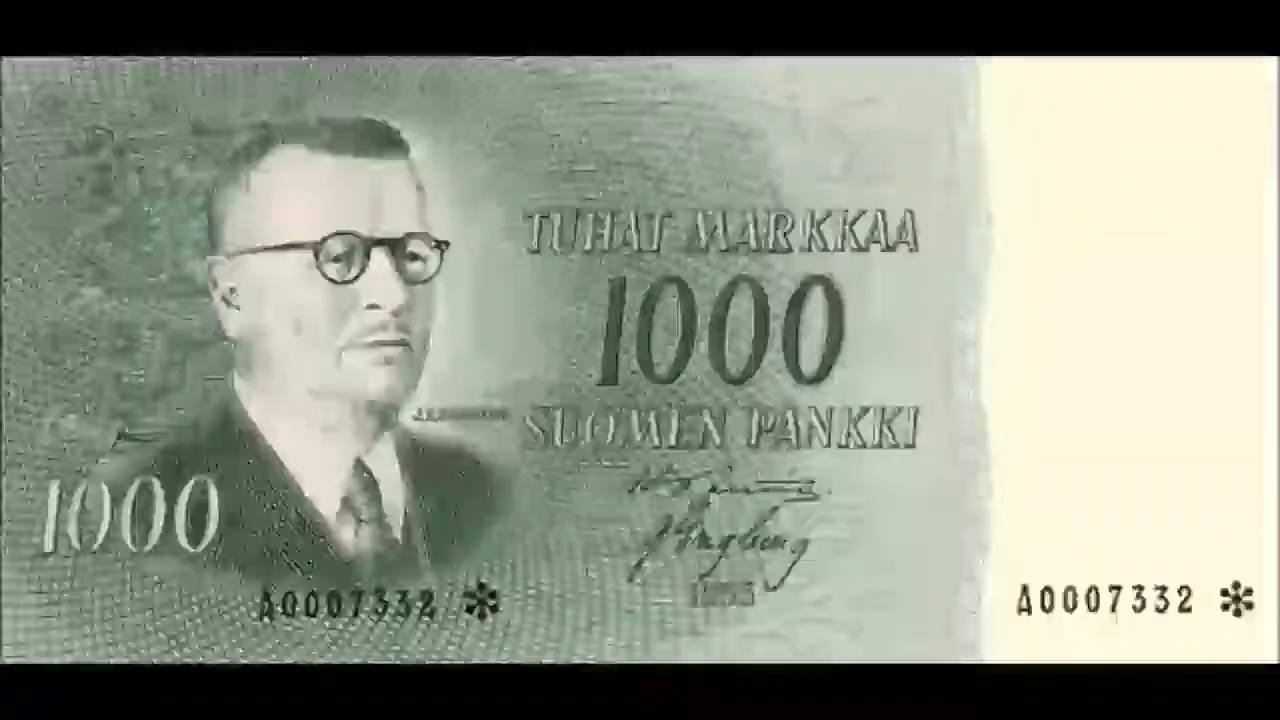 TUHAT MARKKAA
1000
SUOMEN PANKKI
1000
A0007332 *
A0007332 *